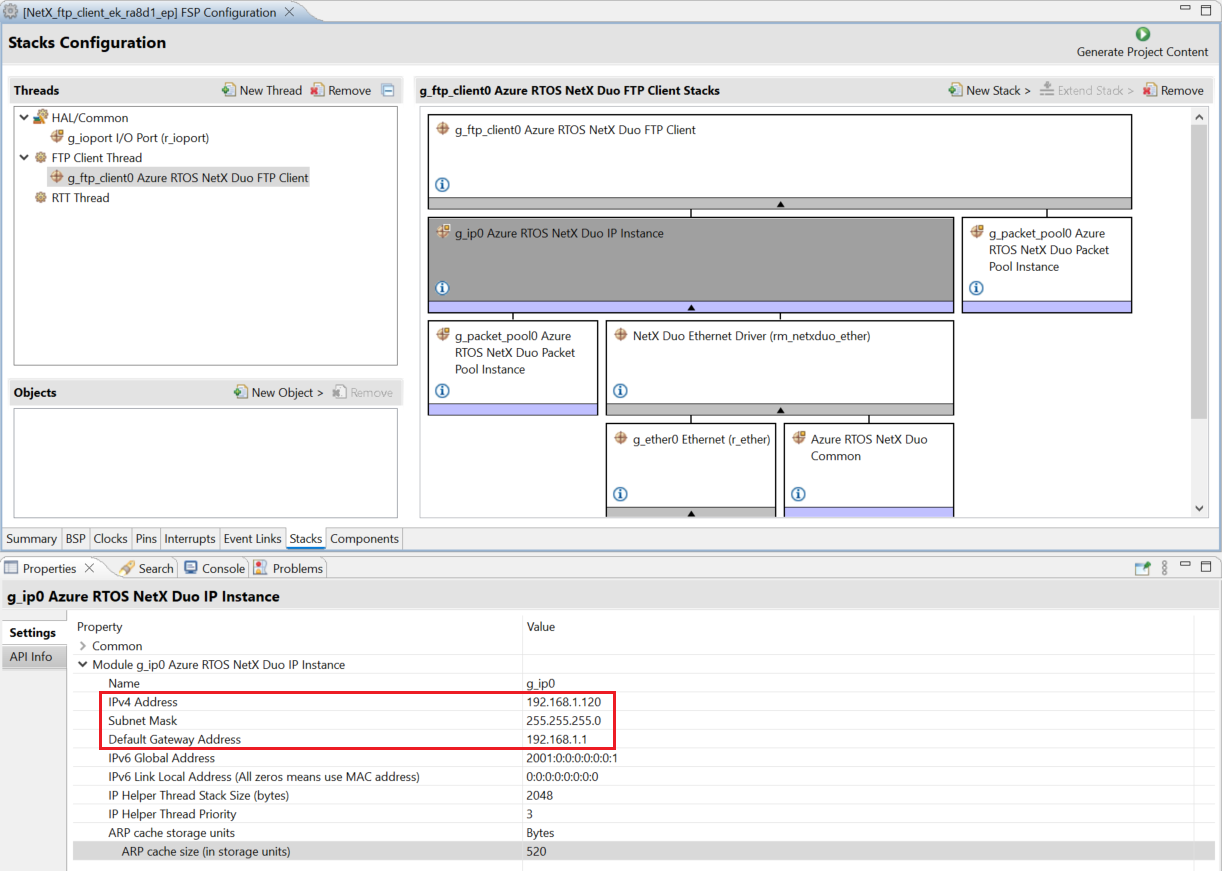 [NetX_ftp_client_ek_ra8d1_ep] FSP Configuration
Stacks Configuration
Generate Project Content
Threads
New Thread
Remove
HAL/Common
g_ioport I/O Port (r_ioport)
FTP Client Thread
g_ftp_client0 Azure RTOS NetX Duo FTP Client
RTT Thread
Objects
New Object >
Remove
g_ftp_client0 Azure RTOS NetX Duo FTP Client Stacks
New Stack >
Extend Stack >
Remove
g_ftp_client0 Azure RTOS NetX Duo FTP Client
g_ip0 Azure RTOS NetX Duo IP Instance
g_packet_pool0 Azure
RTOS NetX Duo Packet
Pool Instance
g_packet_pool0 Azure
RTOS NetX Duo Packet
Pool Instance
NetX Duo Ethernet Driver (rm_netxduo_ether)
g_ether0 Ethernet (r_ether)
Azure RTOS NetX Duo
Common
Summary BSP Clocks Pins Interrupts Event Links Stacks Components
Properties Search Console Problems
g_ip0 Azure RTOS NetX Duo IP Instance
Settings
API Info
Property Value
Common
Module g_ip0 Azure RTOS NetX Duo IP Instance
Name g_ip0
IPv4 Address 192.168.1.120
Subnet Mask 255.255.255.0
Default Gateway Address 192.168.1.1
IPv6 Global Address 2001:0:0:0:0:0:0:1
IPv6 Link Local Address (All zeros means use MAC address) 0:0:0:0:0:0:0:0
IP Helper Thread Stack Size (bytes) 2048
IP Helper Thread Priority 3
ARP cache storage units Bytes
ARP cache size (in storage units) 520